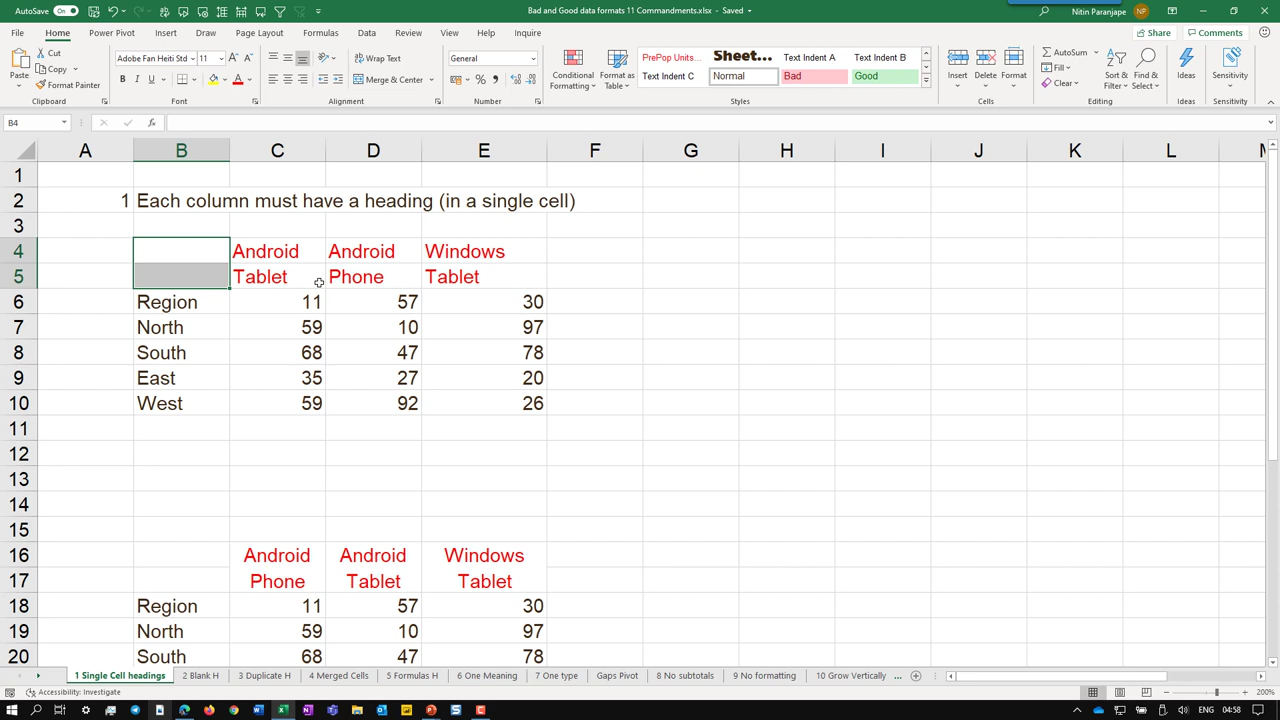 AutoSave On
Bad and Good data formats 11 Commandments.xlsx - Saved
Nitin Paranjape NP
File Home Power Pivot Insert Draw Page Layout Formulas Data Review View Help Inquire
Share Comments
Paste
Cut
Copy
Format Painter
Clipboard
Adobe Fan Heiti Std 11
B I U
Font
Wrap Text
Merge & Center
Alignment
General
Number
Conditional Formatting
Format as Table
PrePop Units... Sheet... Text Indent A Text Indent B
Text Indent C Normal Bad Good
Styles
Insert Delete Format
Cells
AutoSum
Fill
Clear
Sort & Filter
Find & Select
Editing
Ideas
Ideas
Sensitivity
Sensitivity
B4 fx
A B C D E F G H I J K L M
1
2 1 Each column must have a heading (in a single cell)
3
4 Android Android Windows
5 Tablet Phone Tablet
6 Region 11 57 30
7 North 59 10 97
8 South 68 47 78
9 East 35 27 20
10 West 59 92 26
11
12
13
14
15
16 Android Android Windows
17 Phone Tablet Tablet
18 Region 11 57 30
19 North 59 10 97
20 South 68 47 78
1 Single Cell headings 2 Blank H 3 Duplicate H 4 Merged Cells 5 Formulas H 6 One Meaning 7 One type Gaps Pivot 8 No subtotals 9 No formatting 10 Grow Vertically ...
Accessibility: Investigate
200%
ENG 04:58